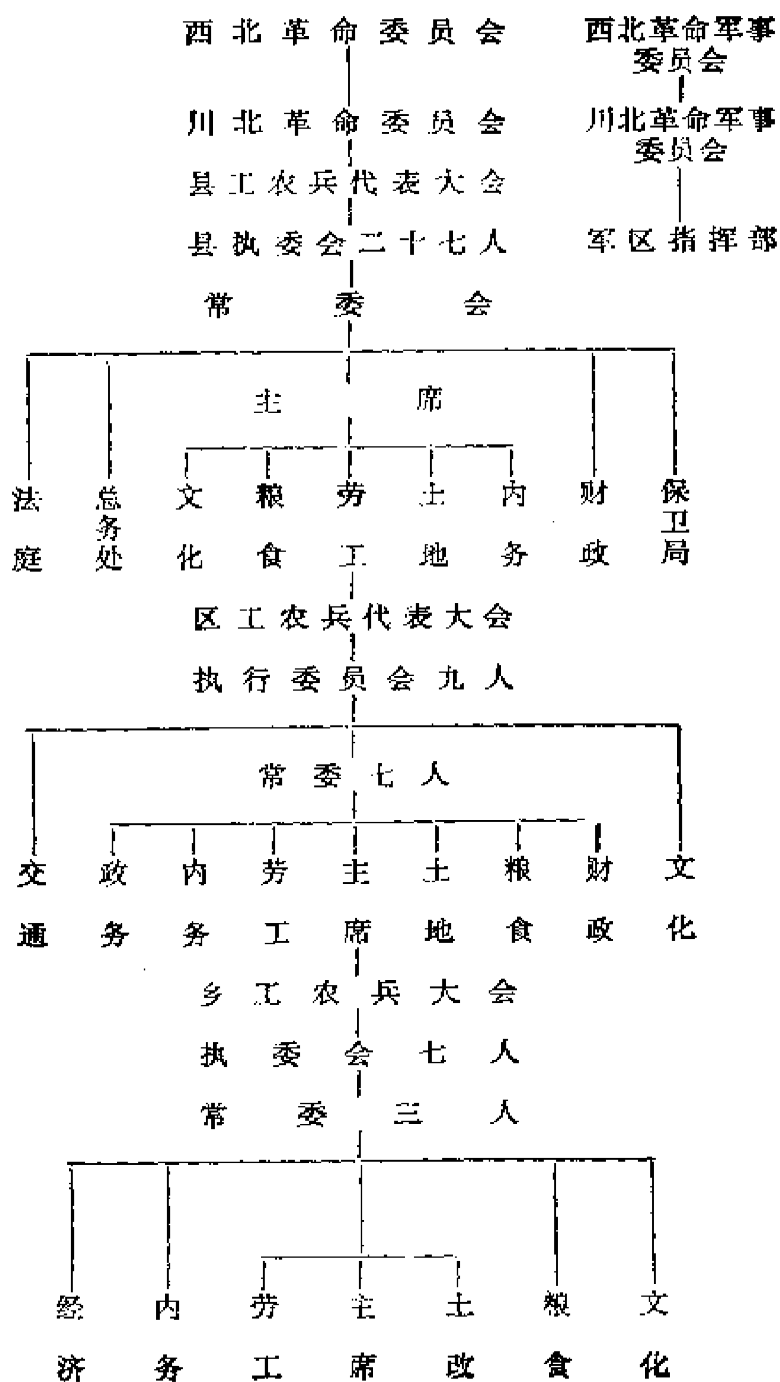 西北革命委员会
西北革命军事
委员会
川北革命委员会
川北革命军事
委员会
县工农兵代表大会
县执委会二十七人
军区指挥部
常委会
主席
法庭
总务处
文化
粮食
劳工
土地
内务
财政
保卫局
区工农兵代表大会
执行委员会九人
常委七人
交通
政务
内务
劳工
主席
土地
粮食
财政
文化
乡工农兵大会
执委会七人
常委三人
经济
内务
劳工
主席
土改
粮食
文化